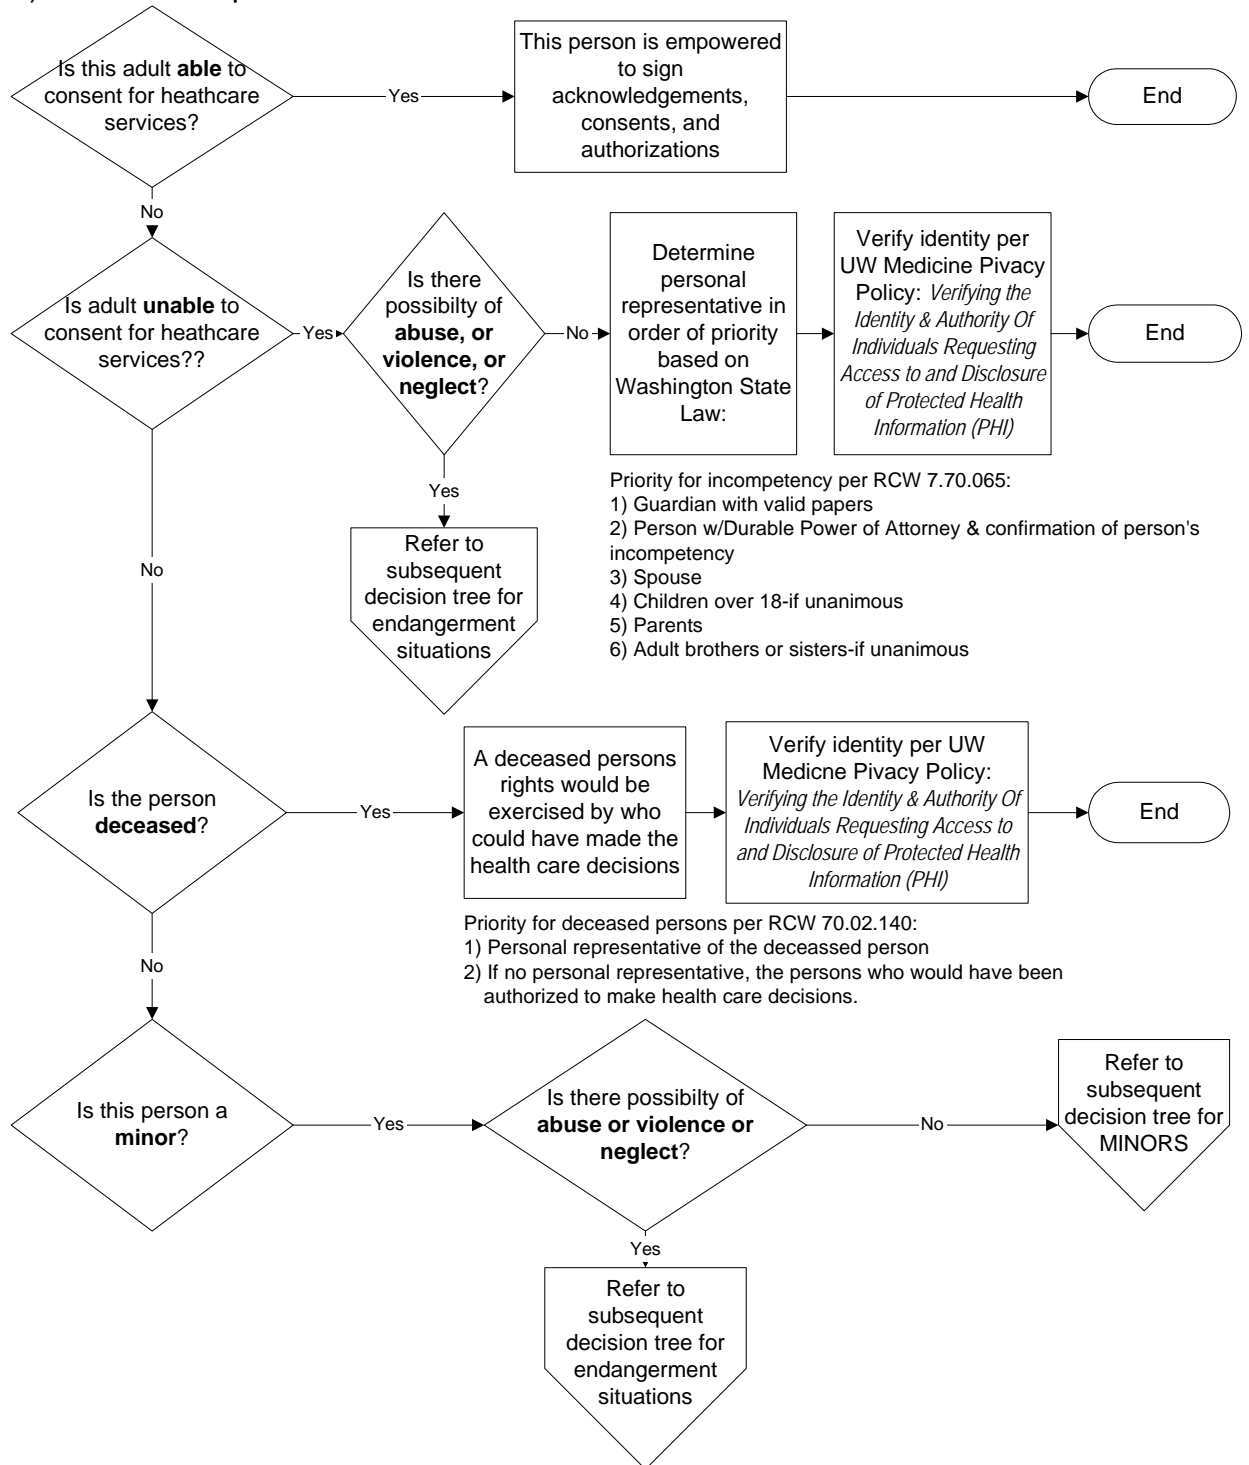 Is this adult able to
consent for heathcare
services?
Yes
This person is empowered
to sign
acknowledgements,
consents, and
authorizations
End
No
Is adult unable to
consent for heathcare
services??
Yes
Is there
possibilty of
abuse, or
violence, or
neglect?
No
Determine
personal
representative in
order of priority
based on
Washington State
Law:
Verify identity per
UW Medicine Pivacy
Policy: Verifying the
Identity & Authority Of
Individuals Requesting
Access to and Disclosure
of Protected Health
Information (PHI)
End
Yes
Refer to
subsequent
decision tree for
endangerment
situations
Priority for incompetency per RCW 7.70.065:
1) Guardian with valid papers
2) Person w/Durable Power of Attorney & confirmation of person's
incompetency
3) Spouse
4) Children over 18-if unanimous
5) Parents
6) Adult brothers or sisters-if unanimous
No
Is the person
deceased?
Yes
A deceased persons
rights would be
exercised by who
could have made the
health care decisions
Verify identity per UW
Medicne Pivacy Policy:
Verifying the Identity & Authority Of
Individuals Requesting Access to
and Disclosure of Protected Health
Information (PHI)
End
Priority for deceased persons per RCW 70.02.140:
1) Personal representative of the deceassed person
2) If no personal representative, the persons who would have been
authorized to make health care decisions.
No
Is this person a
minor?
Yes
Is there possibilty of
abuse or violence or
neglect?
No
Refer to
subsequent
decision tree for
MINORS
Yes
Refer to
subsequent
decision tree for
endangerment
situations